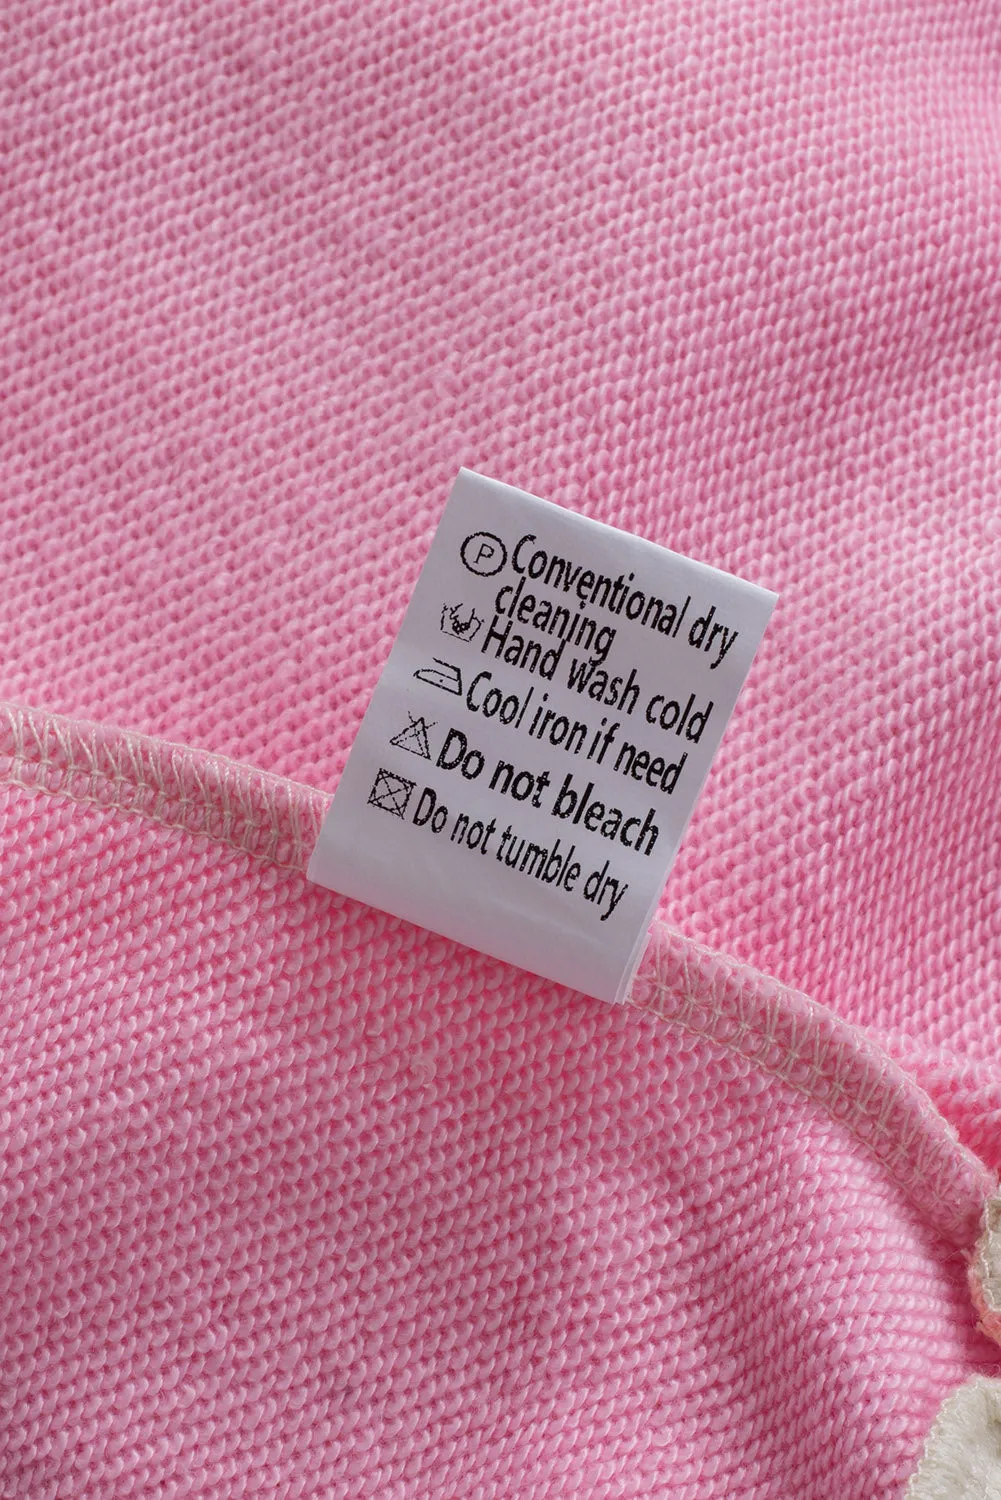 P Conventional dry
cleaning
Hand wash cold
Cool iron if need
Do not bleach
Do not tumble dry